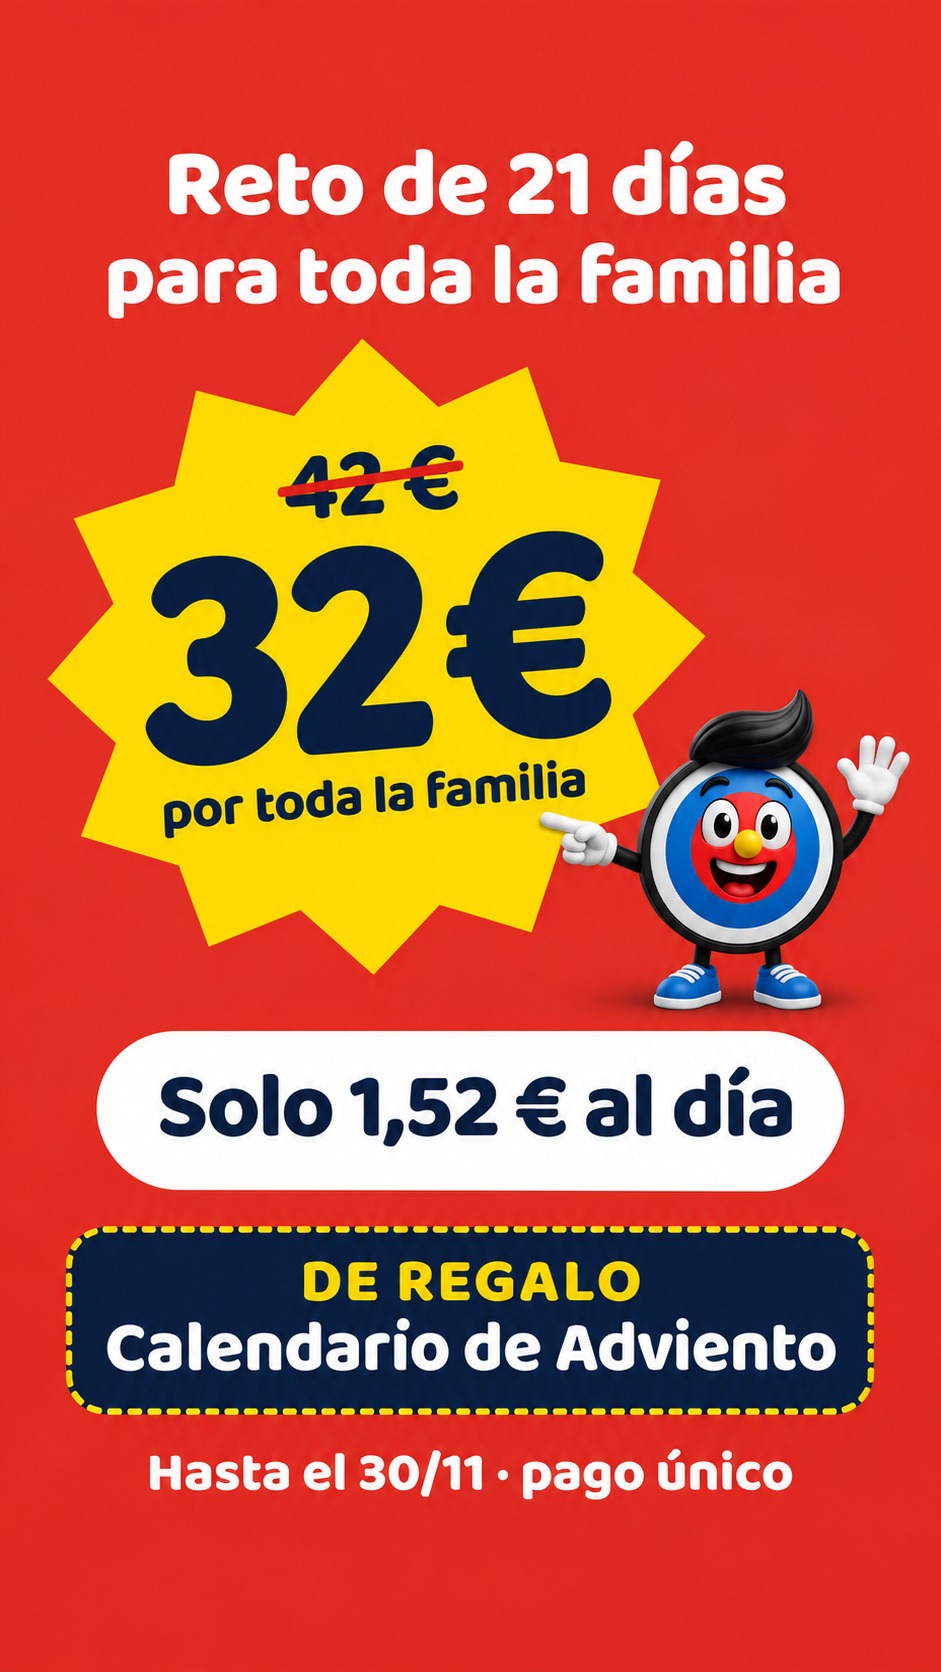 Reto de 21 días
para toda la familia
42 €
32 €
por toda la familia
Solo 1,52 € al día
DE REGALO
Calendario de Adviento
Hasta el 30/11 · pago único